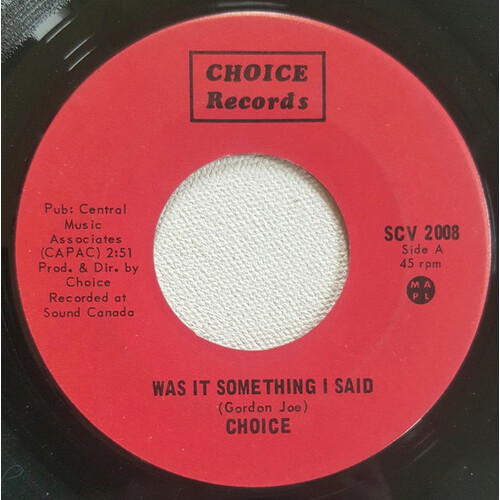 CHOICE
Records
Pub: Central
Music
Associates
(CAPAC) 2:51
Prod. & Dir. by
Choice
Recorded at
Sound Canada
SCV 2008
Side A
45 rpm
M A
P L
WAS IT SOMETHING I SAID
(Gordon Joe)
CHOICE